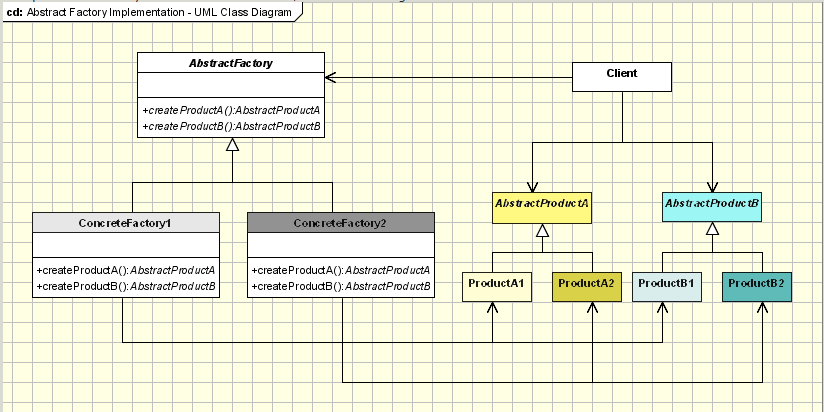 cd: Abstract Factory Implementation - UML Class Diagram
AbstractFactory
+createProductA():AbstractProductA
+createProductB():AbstractProductB
Client
ConcreteFactory1
+createProductA():AbstractProductA
+createProductB():AbstractProductB
ConcreteFactory2
+createProductA():AbstractProductA
+createProductB():AbstractProductB
AbstractProductA
AbstractProductB
ProductA1
ProductA2
ProductB1
ProductB2